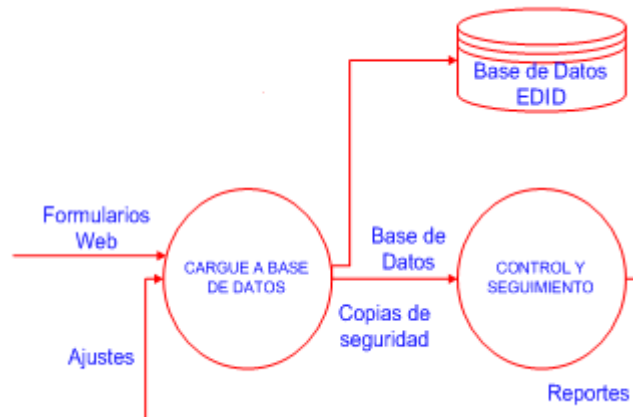 Base de Datos
EDID
Formularios
Web
CARGUE A BASE
DE DATOS
Base de
Datos
CONTROL Y
SEGUIMIENTO
Copias de
seguridad
Ajustes
Reportes